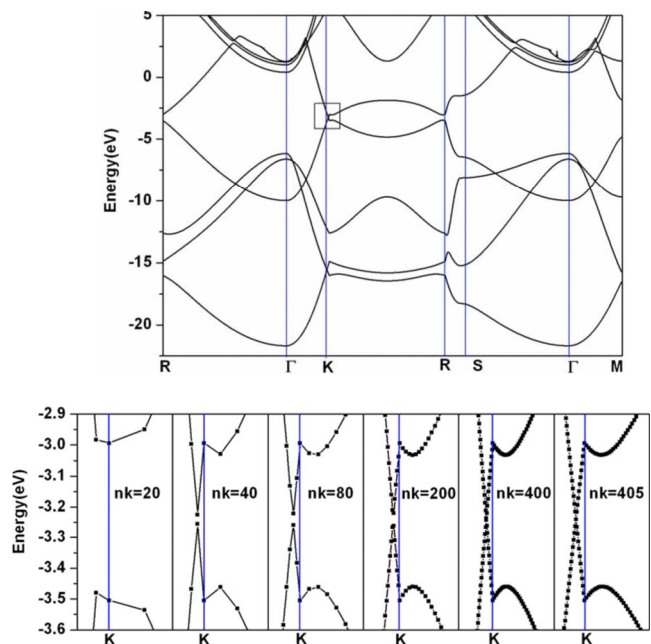 5
0
-5
-10
-15
-20
Energy(eV)
R Γ K R S Γ M
-2.9
-3.0
-3.1
-3.2
-3.3
-3.4
-3.5
-3.6
Energy(eV)
nk=20 nk=40 nk=80 nk=200 nk=400 nk=405
K K K K K K